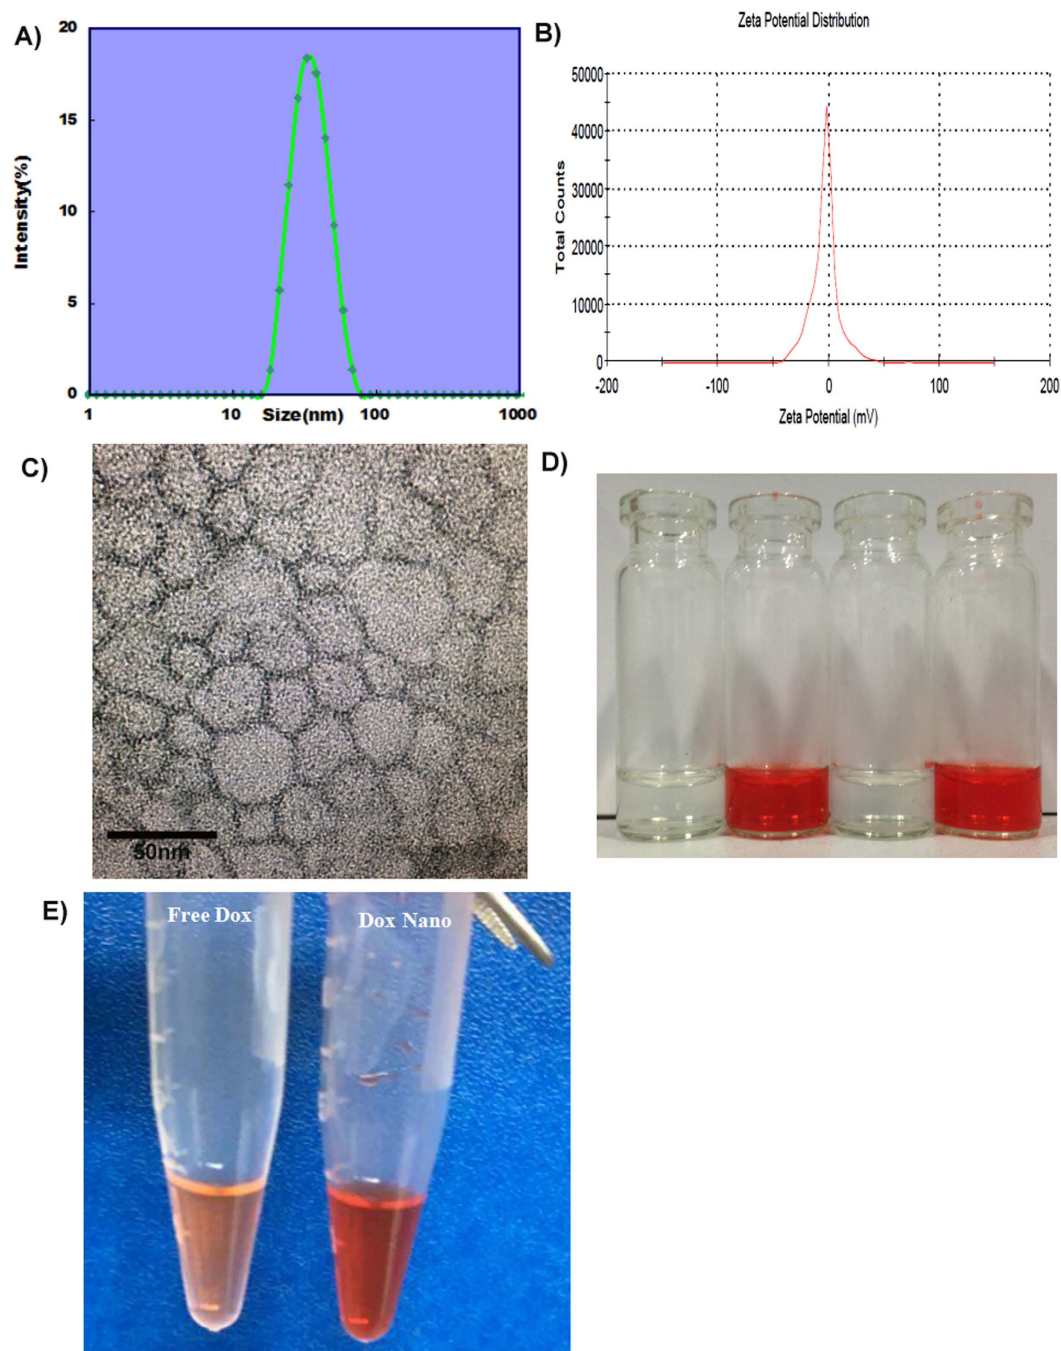 A)
20
15
10
5
0
Intensity(%)
1
10
Size(nm)
100
1000
B)
Zeta Potential Distribution
50000
40000
30000
20000
10000
0
Total Counts
-200
-100
0
100
200
Zeta Potential (mV)
C)
50nm
D)
E)
Free Dox
Dox Nano